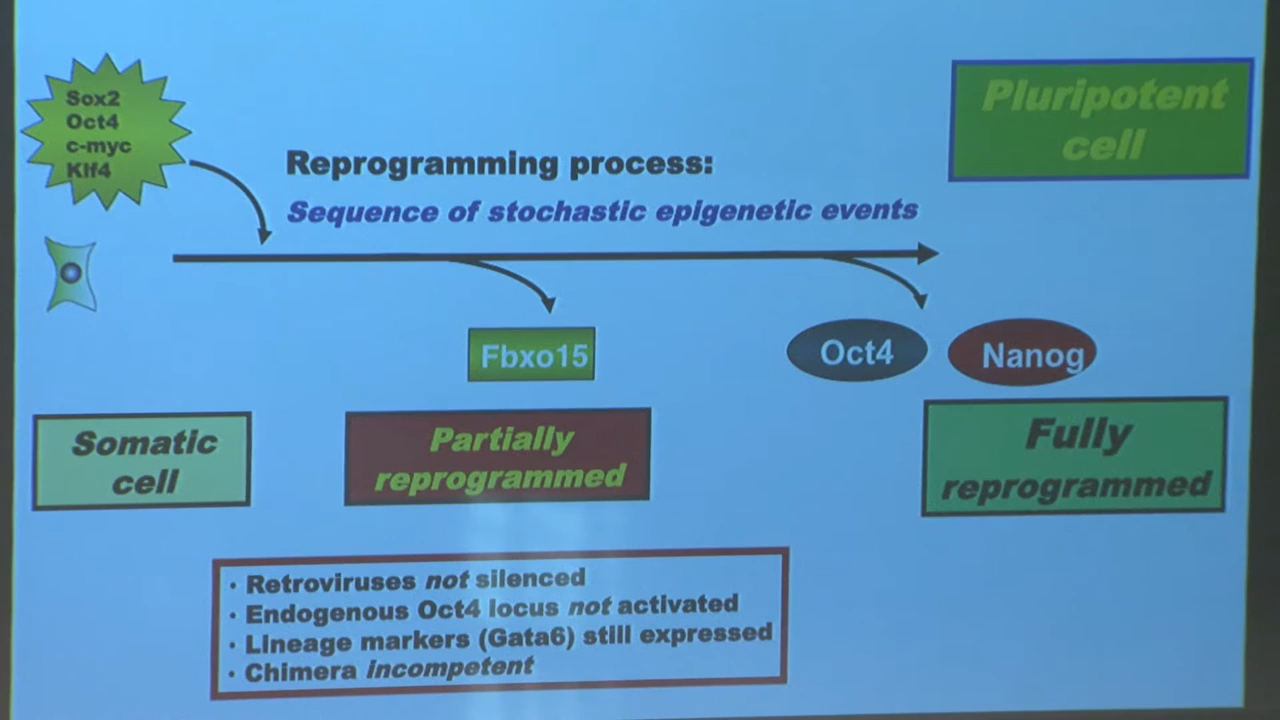 Sox2
Oct4
c-myc
Klf4
Pluripotent
cell
Reprogramming process:
Sequence of stochastic epigenetic events
Fbxo15
Oct4
Nanog
Somatic
cell
Partially
reprogrammed
Fully
reprogrammed
· Retroviruses not silenced
· Endogenous Oct4 locus not activated
· Lineage markers (Gata6) still expressed
· Chimera incompetent